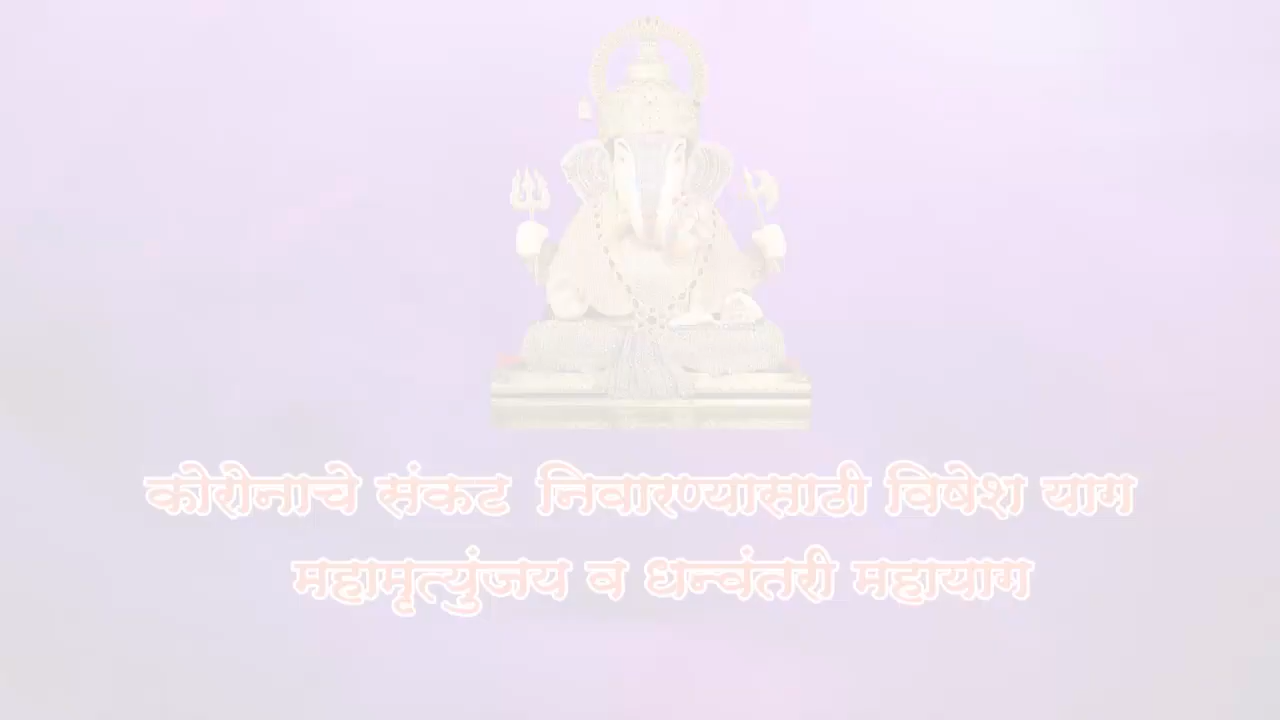 कोरोनाचे संकट निवारण्यासाठी विषेश याग
महामृत्युंजय व धन्वंतरी महायाग